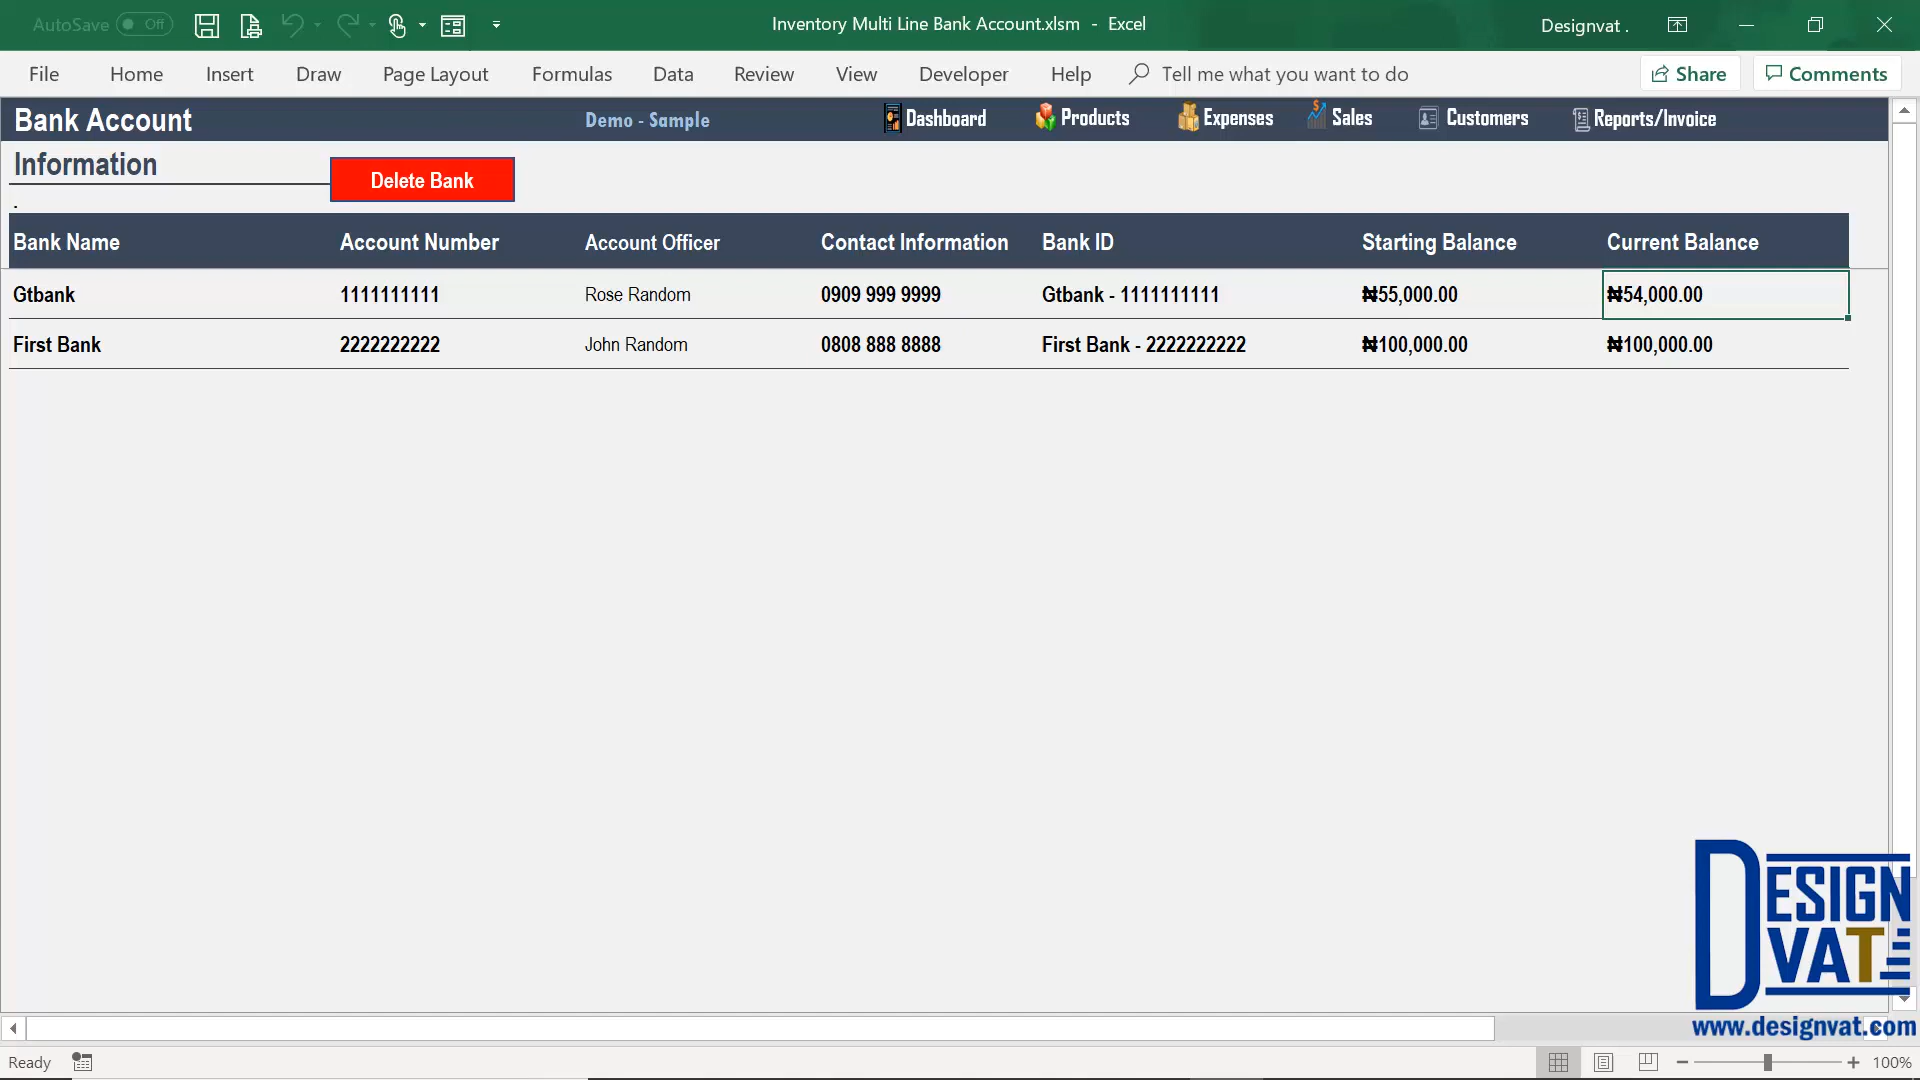 AutoSave Off
Inventory Multi Line Bank Account.xlsm - Excel
Designvat .
File Home Insert Draw Page Layout Formulas Data Review View Developer Help Tell me what you want to do Share Comments
Bank Account
Demo - Sample
Dashboard Products Expenses Sales Customers Reports/Invoice
Information
Delete Bank
.
Bank Name Account Number Account Officer Contact Information Bank ID Starting Balance Current Balance
Gtbank 1111111111 Rose Random 0909 999 9999 Gtbank - 1111111111 ₦55,000.00 ₦54,000.00
First Bank 2222222222 John Random 0808 888 8888 First Bank - 2222222222 ₦100,000.00 ₦100,000.00
DESIGN
VAT
www.designvat.com
Ready
100%